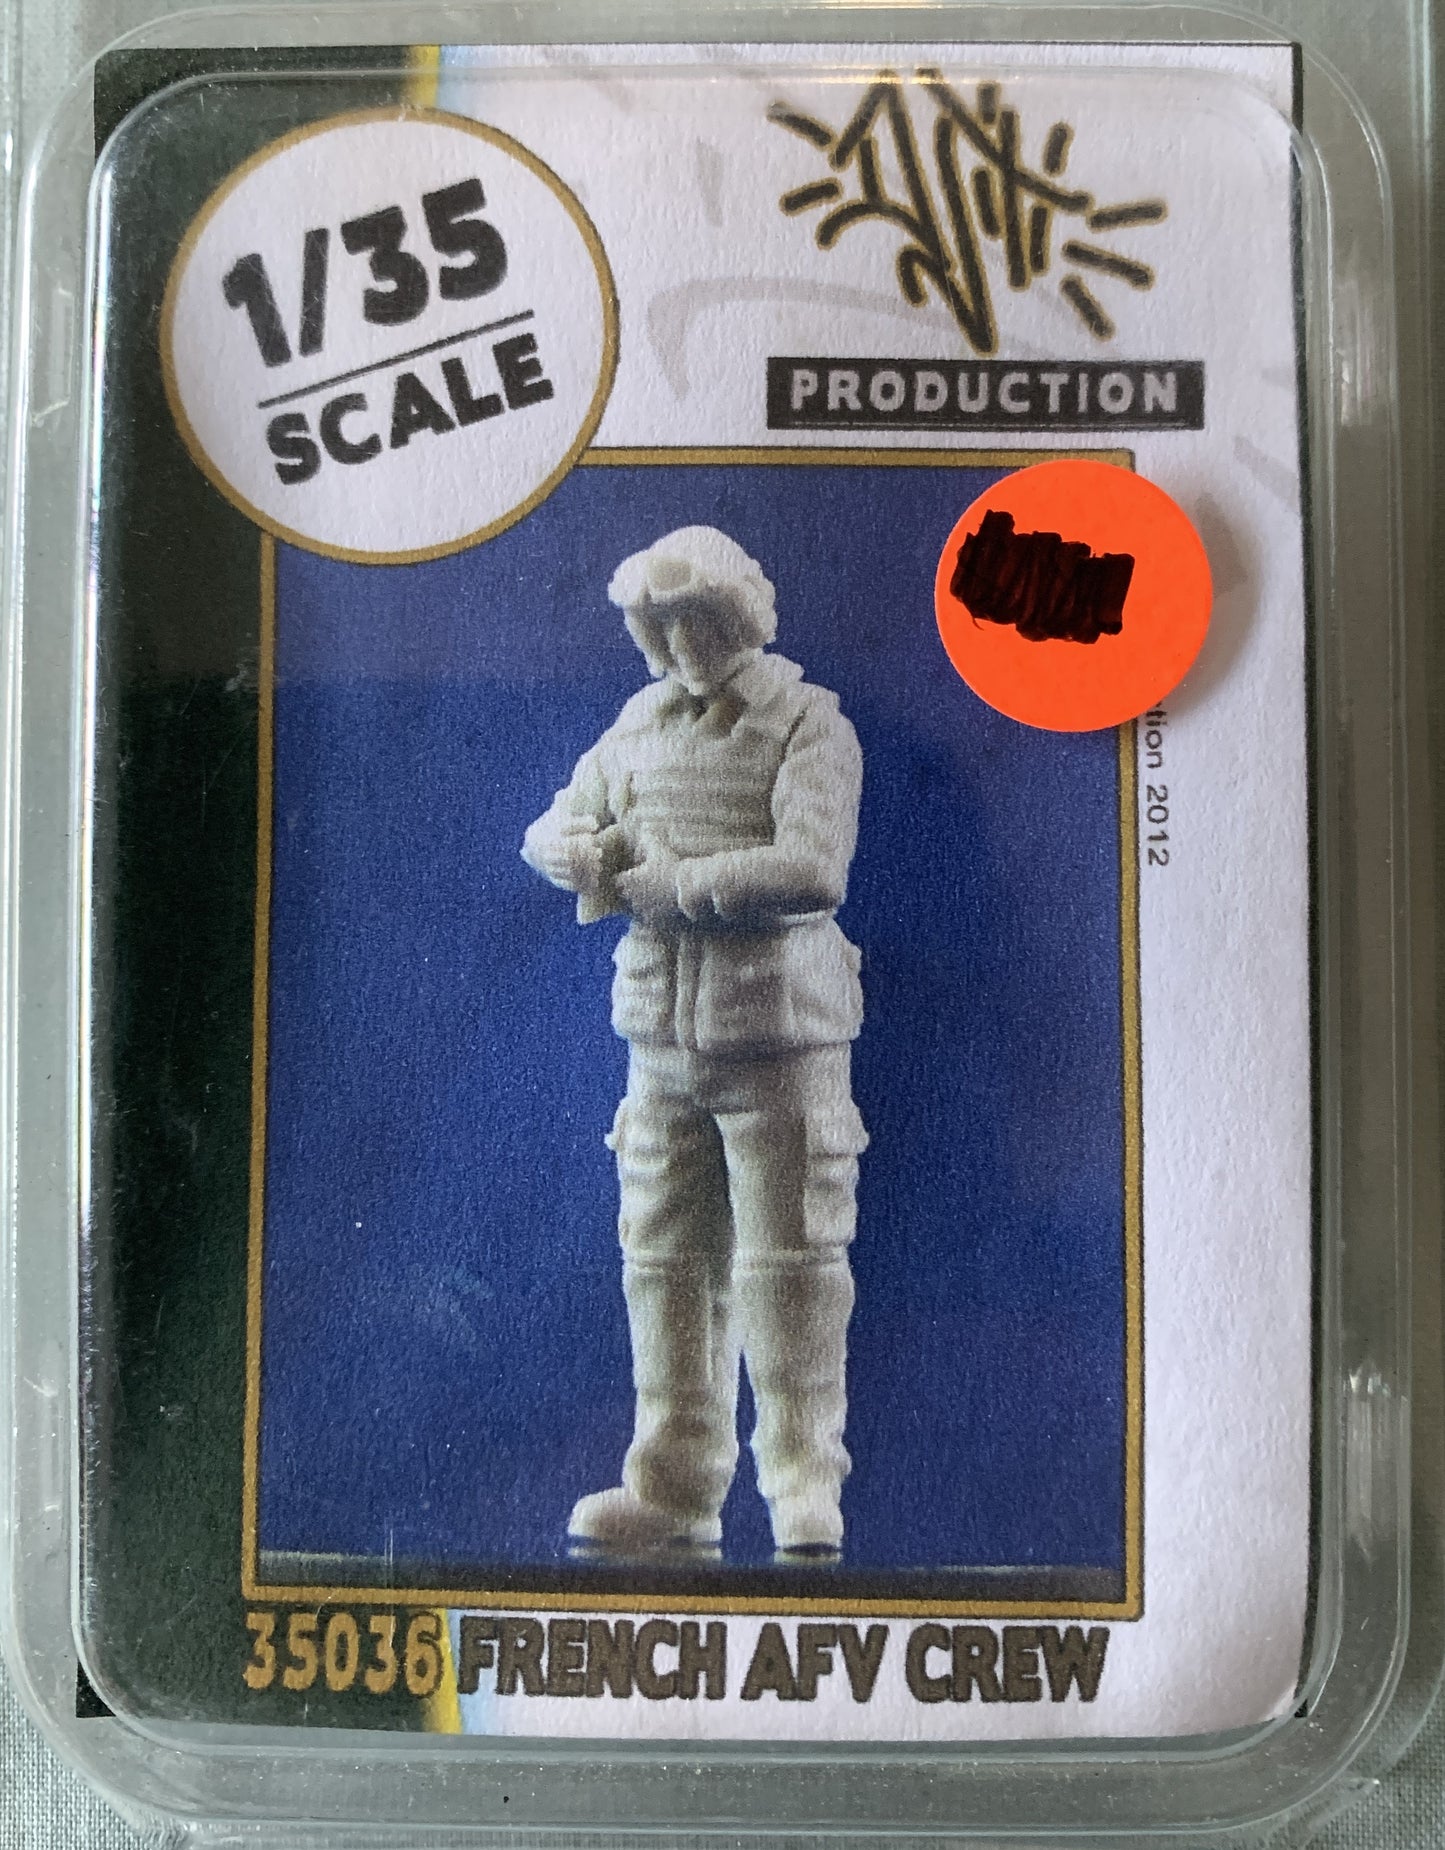 1/35
SCALE
PRODUCTION
tion 2012
35036 FRENCH AFV CREW